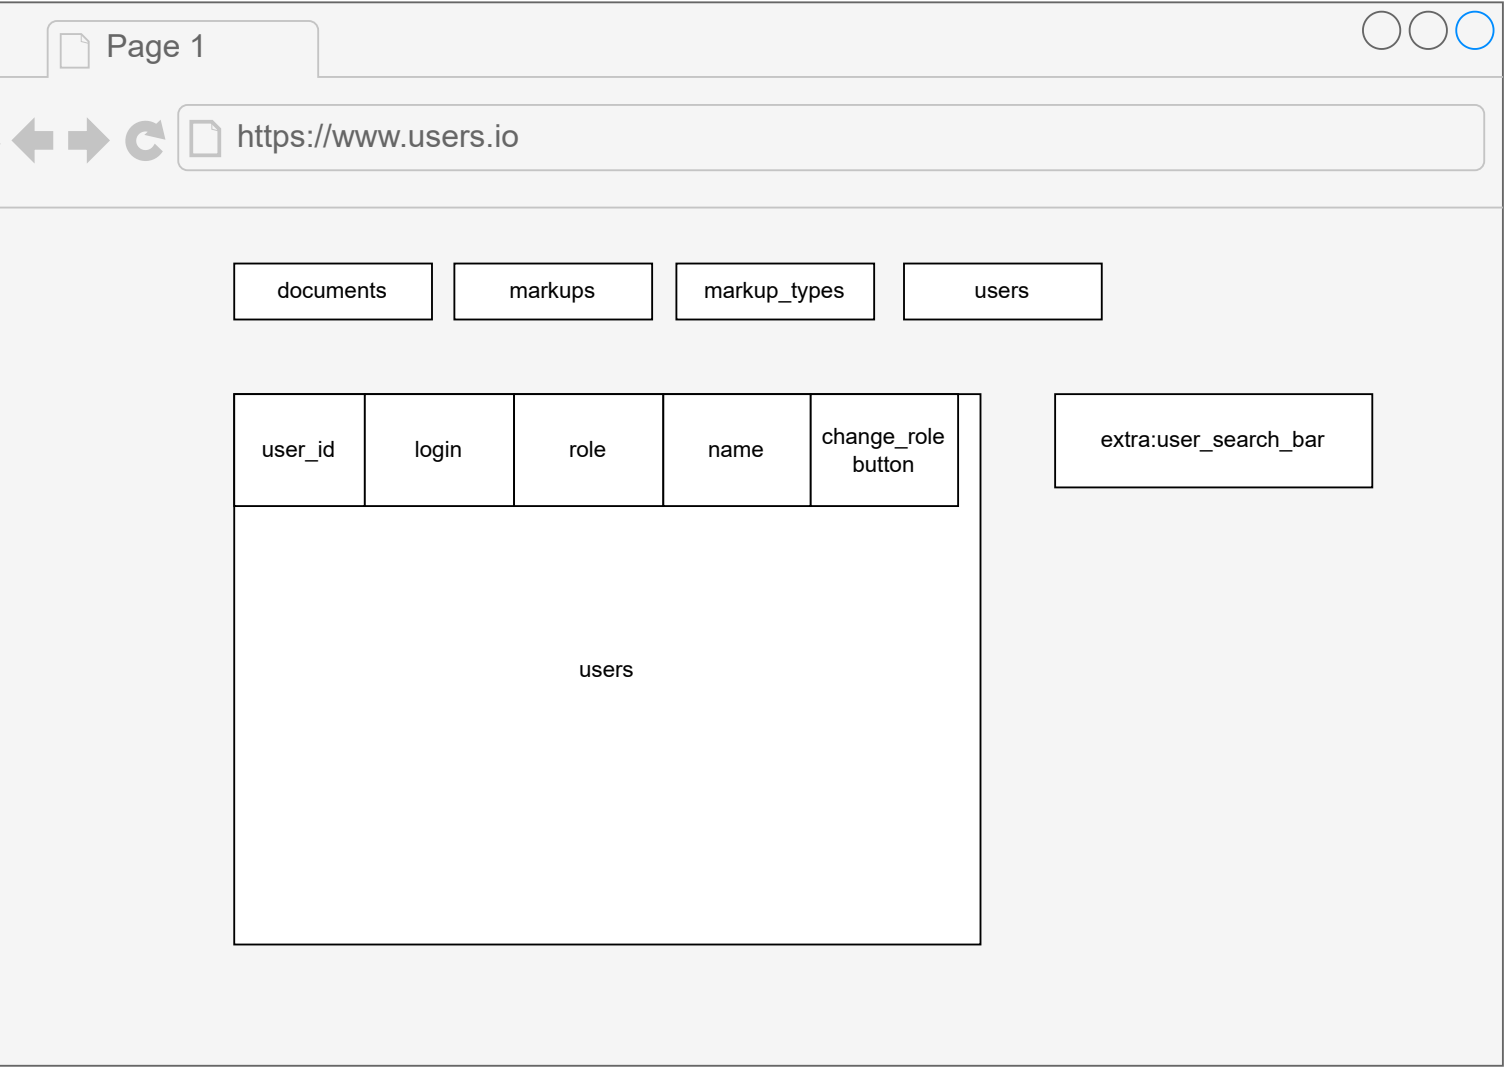 Page 1
https://www.users.io
documents
markups
markup_types
users
user_id
login
role
name
change_role
button
extra:user_search_bar
users